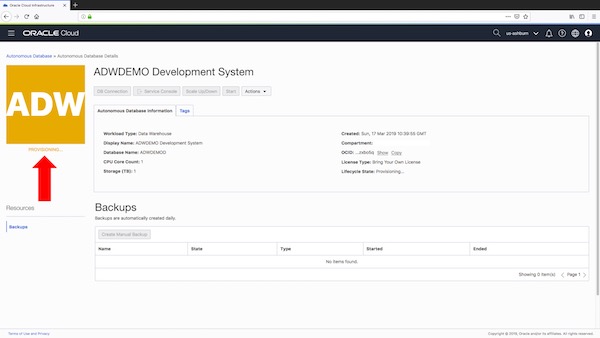 Oracle Cloud Infrastructure
ORACLE Cloud
us-ashburn
Autonomous Database » Autonomous Database Details
ADW
PROVISIONING...
ADWDEMO Development System
DB Connection
Service Console
Scale Up/Down
Start
Actions
Autonomous Database Information
Tags
Workload Type: Data Warehouse
Display Name: ADWDEMO Development System
Database Name: ADWDEMOD
CPU Core Count: 1
Storage (TB): 1
Created: Sun, 17 Mar 2019 10:39:59 GMT
Compartment:
OCID: Show Copy
License Type: Bring Your Own License
Lifecycle State: Provisioning...
Resources
Backups
Backups
Backups are automatically created daily.
Create Manual Backup
Name State Type Started Ended
No items found.
Showing 0 Item(s) < Page 1 >
Terms of Use and Privacy
Copyright © 2019, Oracle and/or its affiliates. All rights reserved.